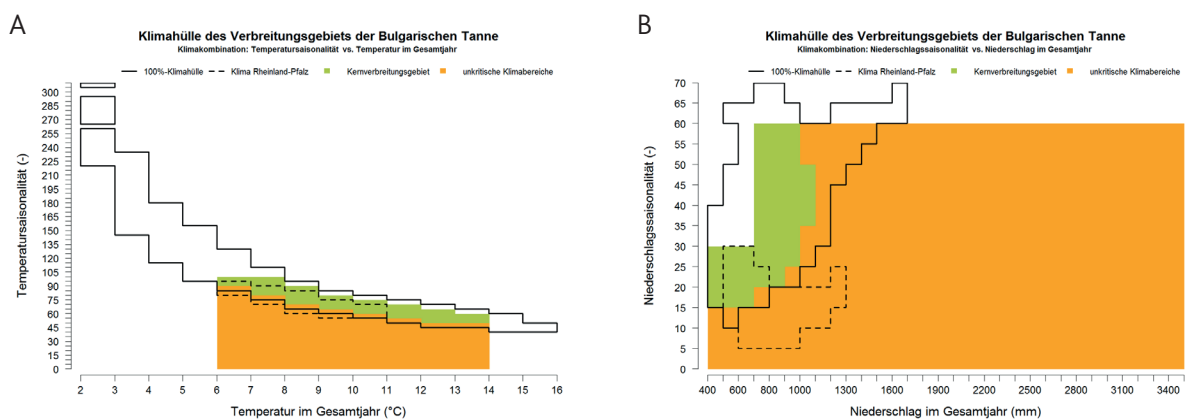 A
Klimahülle des Verbreitungsgebiets der Bulgarischen Tanne
Klimakombination: Temperatursaisonalität vs. Temperatur im Gesamtjahr
100%-Klimahülle Klima Rheinland-Pfalz Kernverbreitungsgebiet unkritische Klimabereiche
Temperatursaisonalität (-)
300
285
270
255
240
225
210
195
180
165
150
135
120
105
90
75
60
45
30
15
0
2 3 4 5 6 7 8 9 10 11 12 13 14 15 16
Temperatur im Gesamtjahr (°C)
B
Klimahülle des Verbreitungsgebiets der Bulgarischen Tanne
Klimakombination: Niederschlagssaisonalität vs. Niederschlag im Gesamtjahr
100%-Klimahülle Klima Rheinland-Pfalz Kernverbreitungsgebiet unkritische Klimabereiche
Niederschlagssaisonalität (-)
70
65
60
50
45
40
35
30
25
20
15
10
5
0
400 600 800 1000 1300 1600 1900 2200 2500 2800 3100 3400
Niederschlag im Gesamtjahr (mm)